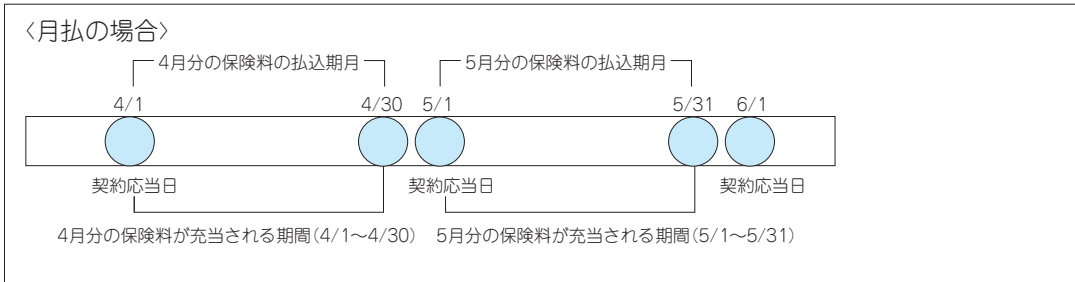 〈月払の場合〉
4月分の保険料の払込期月 5月分の保険料の払込期月
4/1 4/30 5/1 5/31 6/1
契約応当日 契約応当日 契約応当日
4月分の保険料が充当される期間(4/1〜4/30) 5月分の保険料が充当される期間(5/1〜5/31)